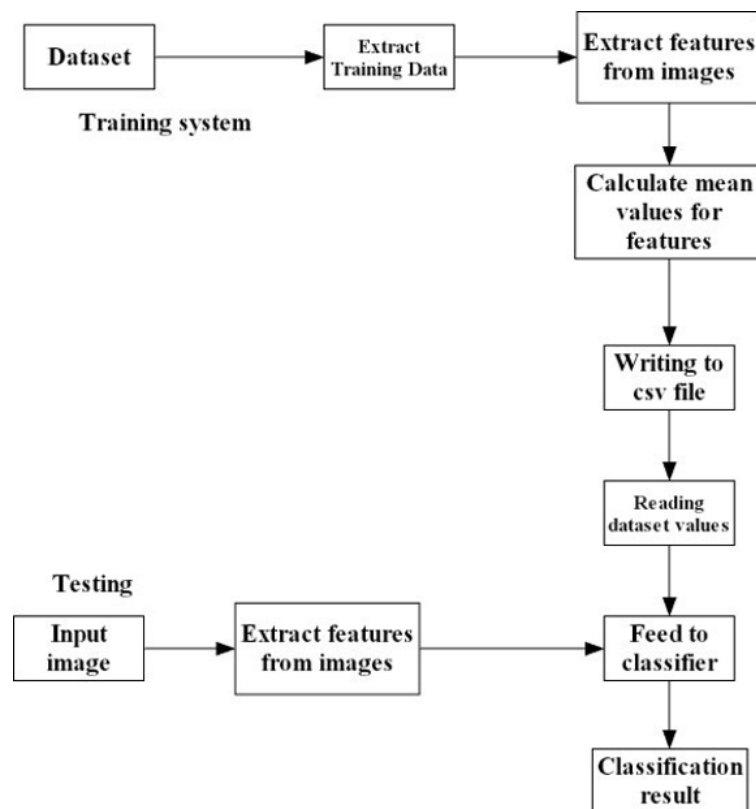 Dataset
Extract
Training Data
Extract features
from images
Training system
Calculate mean
values for
features
Writing to
csv file
Reading
dataset values
Testing
Input
image
Extract features
from images
Feed to
classifier
Classification
result